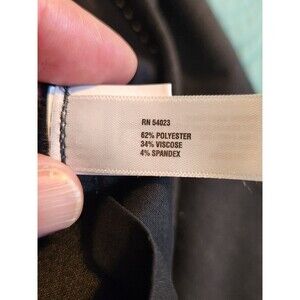 RN 54023
62% POLYESTER
34% VISCOSE
4% SPANDEX